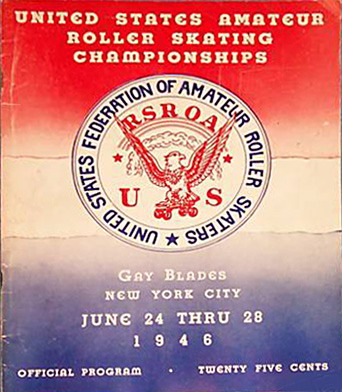 UNITED STATES AMATEUR
ROLLER SKATING
CHAMPIONSHIPS
UNITED STATES FEDERATION OF AMATEUR ROLLER SKATERS ★
RSROA
U S
GAY BLADES
NEW YORK CITY
JUNE 24 THRU 28
1946
OFFICIAL PROGRAM · TWENTY FIVE CENTS